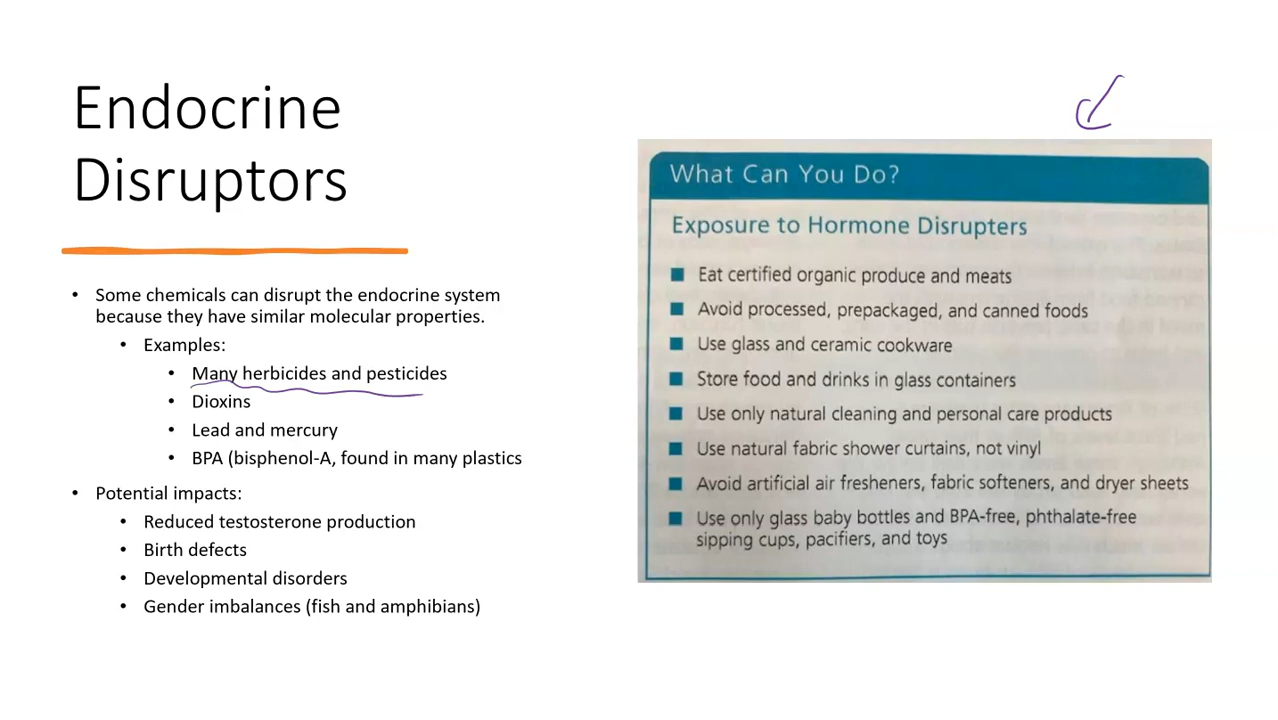 Endocrine
Disruptors
• Some chemicals can disrupt the endocrine system
because they have similar molecular properties.
• Examples:
• Many herbicides and pesticides
• Dioxins
• Lead and mercury
• BPA (bisphenol-A, found in many plastics
• Potential impacts:
• Reduced testosterone production
• Birth defects
• Developmental disorders
• Gender imbalances (fish and amphibians)
What Can You Do?
Exposure to Hormone Disrupters
■ Eat certified organic produce and meats
■ Avoid processed, prepackaged, and canned foods
■ Use glass and ceramic cookware
■ Store food and drinks in glass containers
■ Use only natural cleaning and personal care products
■ Use natural fabric shower curtains, not vinyl
■ Avoid artificial air fresheners, fabric softeners, and dryer sheets
■ Use only glass baby bottles and BPA-free, phthalate-free
sipping cups, pacifiers, and toys